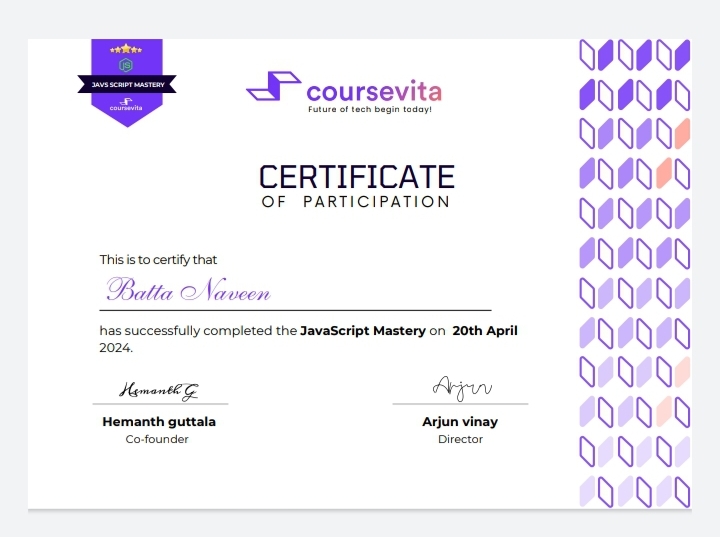 JS
JAVS SCRIPT MASTERY
coursevita
coursevita
Future of tech begin today!
CERTIFICATE
OF PARTICIPATION
This is to certify that
Batta Naveen
has successfully completed the JavaScript Mastery on 20th April
2024.
Hemanth G
Arjun
Hemanth guttala
Arjun vinay
Co-founder
Director